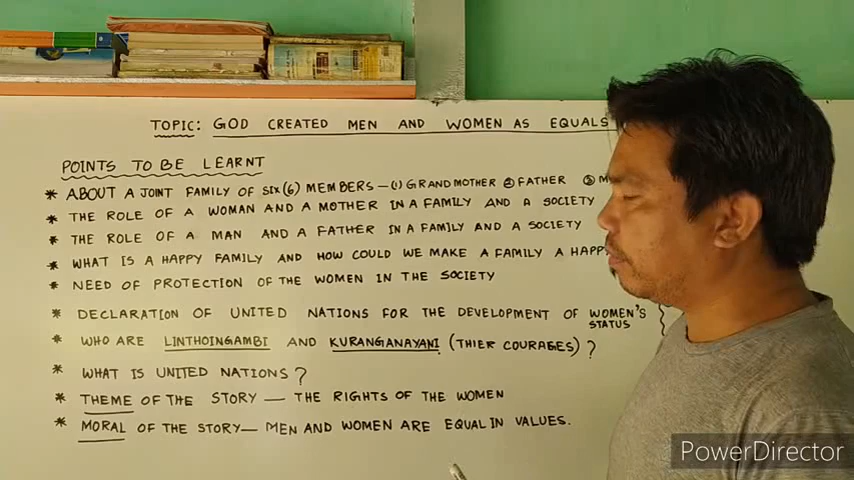 TOPIC: GOD CREATED MEN AND WOMEN AS EQUALS
POINTS TO BE LEARNT
* ABOUT A JOINT FAMILY OF SIX (6) MEMBERS - (1) GRANDMOTHER ② FATHER ③ M
* THE ROLE OF A WOMAN AND A MOTHER IN A FAMILY AND A SOCIETY
* THE ROLE OF A MAN AND A FATHER IN A FAMILY AND A SOCIETY
* WHAT IS A HAPPY FAMILY AND HOW COULD WE MAKE A FAMILY A HAPP
* NEED OF PROTECTION OF THE WOMEN IN THE SOCIETY
* DECLARATION OF UNITED NATIONS FOR THE DEVELOPMENT OF WOMEN'S STATUS
* WHO ARE LINTHOINGAMBI AND KURANGANAYANI (THIER COURAGES) ?
* WHAT IS UNITED NATIONS ?
* THEME OF THE STORY — THE RIGHTS OF THE WOMEN
* MORAL OF THE STORY — MEN AND WOMEN ARE EQUAL IN VALUES.
PowerDirector